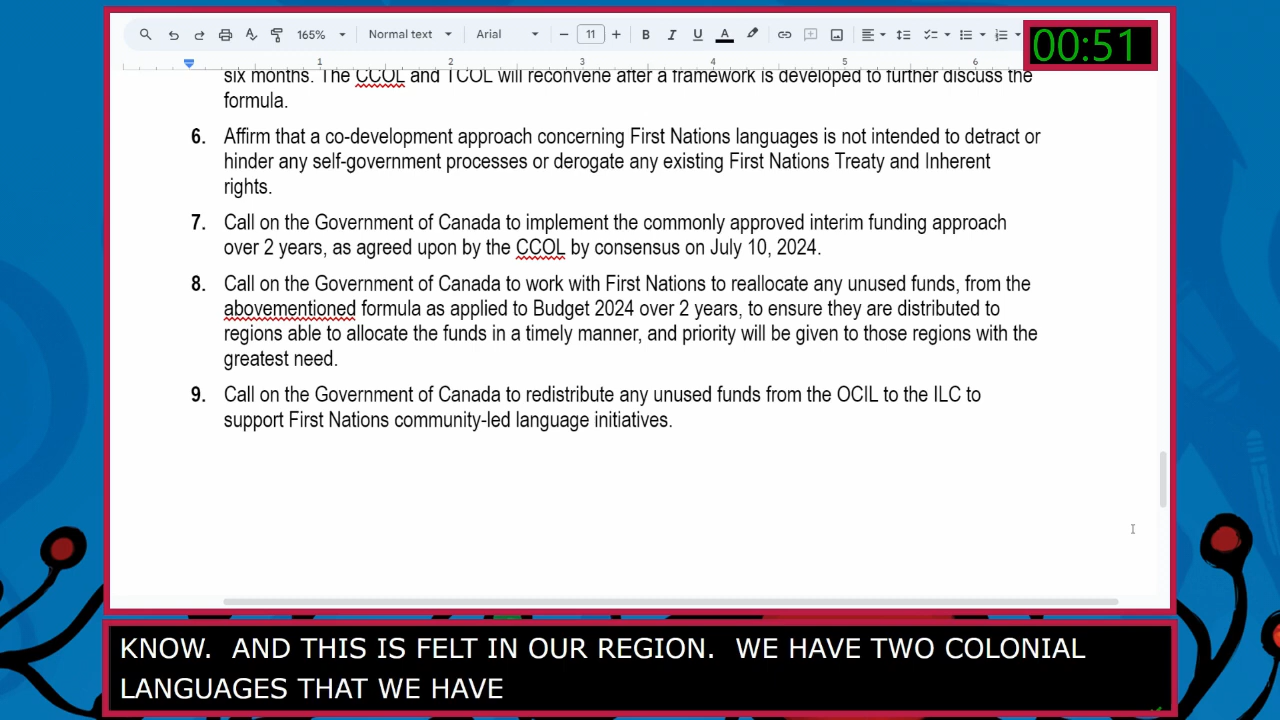 165%
Normal text
Arial
11
B I U A
00:51
1 2 3 4 5 6
six months. The CCOL and TCOL will reconvene after a framework is developed to further discuss the
formula.
6. Affirm that a co-development approach concerning First Nations languages is not intended to detract or
hinder any self-government processes or derogate any existing First Nations Treaty and Inherent
rights.
7. Call on the Government of Canada to implement the commonly approved interim funding approach
over 2 years, as agreed upon by the CCOL by consensus on July 10, 2024.
8. Call on the Government of Canada to work with First Nations to reallocate any unused funds, from the
abovementioned formula as applied to Budget 2024 over 2 years, to ensure they are distributed to
regions able to allocate the funds in a timely manner, and priority will be given to those regions with the
greatest need.
9. Call on the Government of Canada to redistribute any unused funds from the OCIL to the ILC to
support First Nations community-led language initiatives.
KNOW. AND THIS IS FELT IN OUR REGION. WE HAVE TWO COLONIAL
LANGUAGES THAT WE HAVE